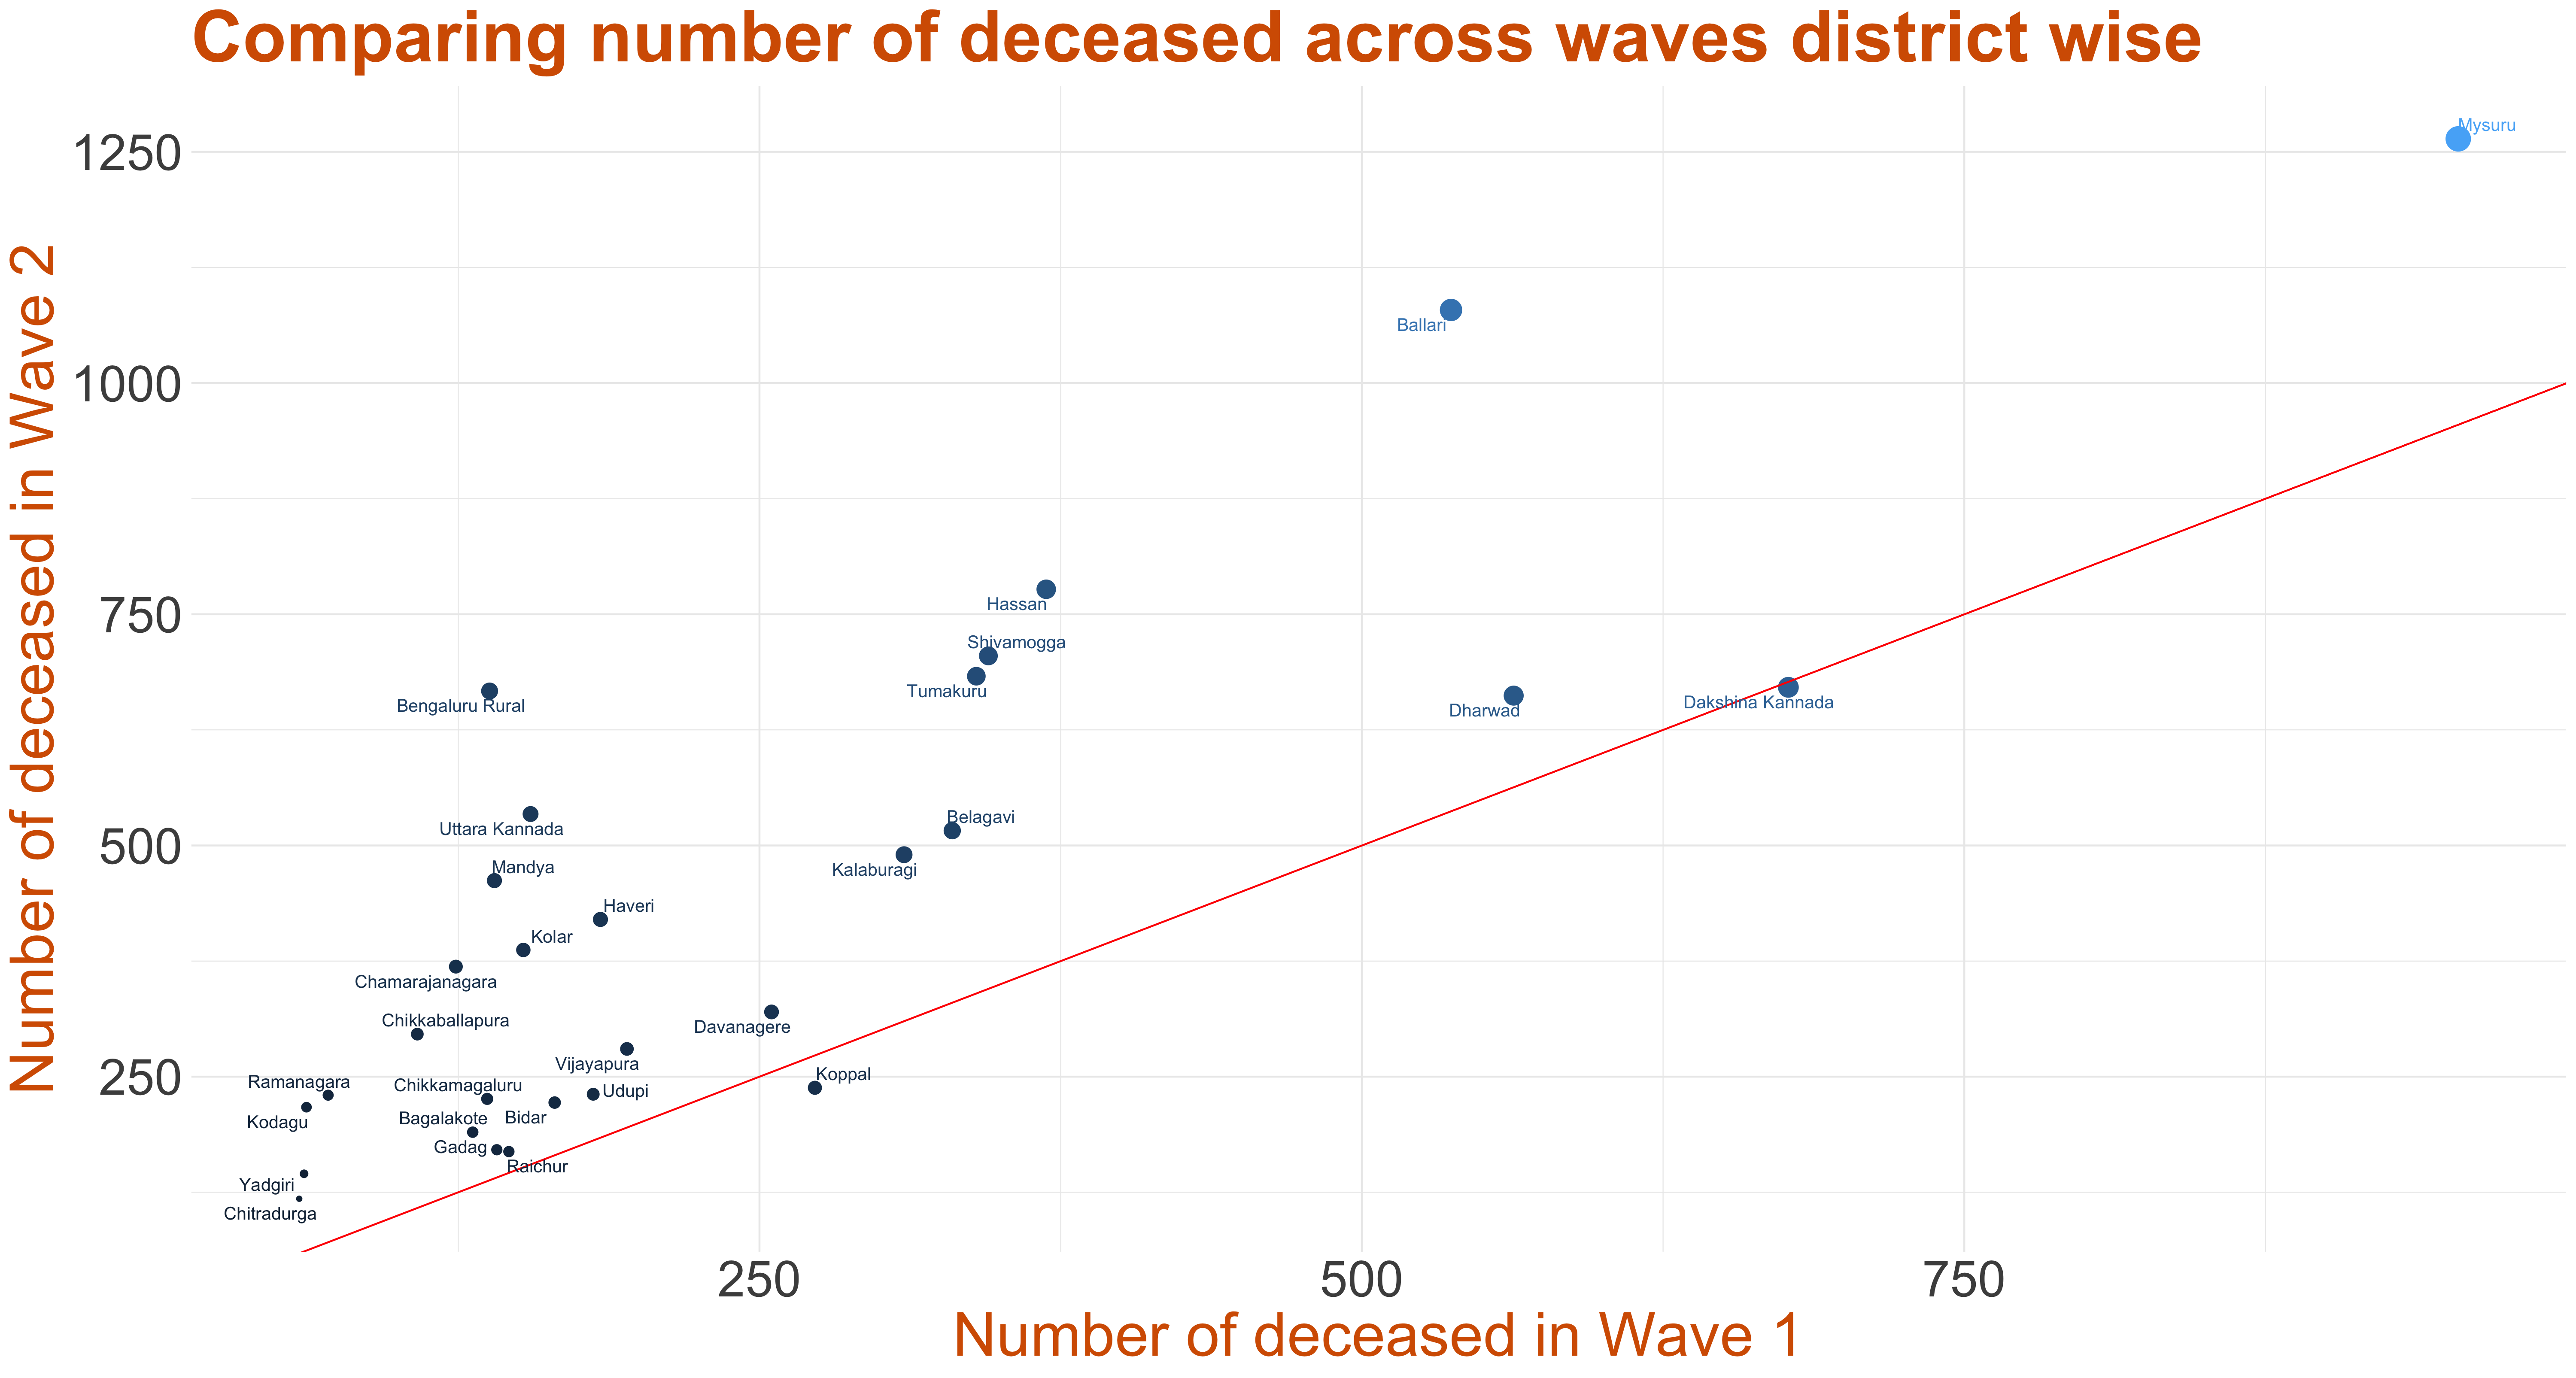 Comparing number of deceased across waves district wise
Number of deceased in Wave 2
1250
1000
750
500
250
Mysuru
Ballari
Hassan
Shivamogga
Tumakuru
Bengaluru Rural
Dharwad
Dakshina Kannada
Uttara Kannada
Belagavi
Kalaburagi
Mandya
Haveri
Kolar
Chamarajanagara
Chikkaballapura
Davanagere
Vijayapura
Koppal
Ramanagara
Chikkamagaluru
Udupi
Kodagu
Bagalakote
Bidar
Gadag
Raichur
Yadgiri
Chitradurga
250
500
750
Number of deceased in Wave 1